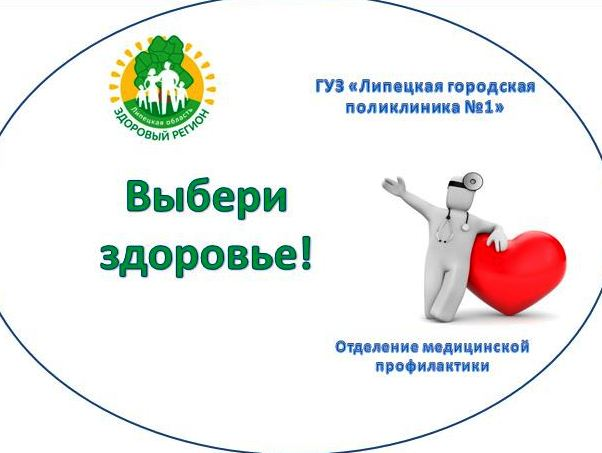 Липецкая область
ЗДОРОВЫЙ РЕГИОН
ГУЗ «Липецкая городская
поликлиника №1»
Выбери
здоровье!
Отделение медицинской
профилактики